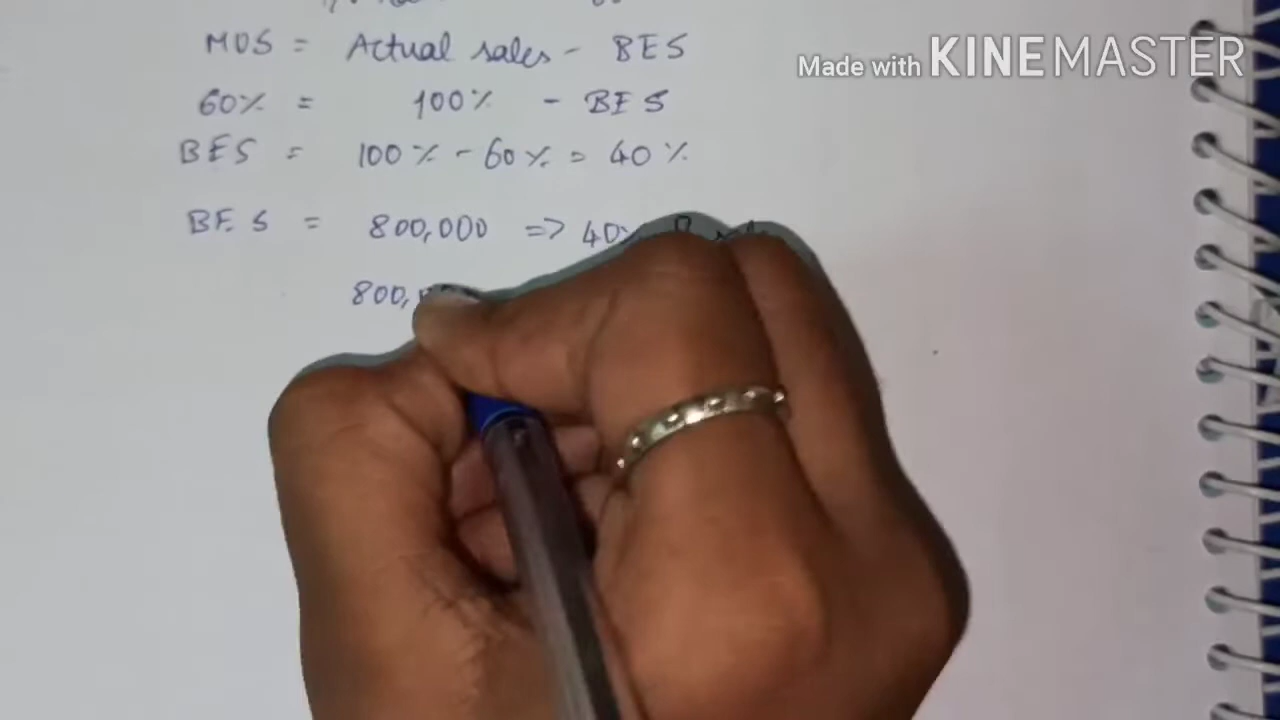 MOS = Actual sales - BES
Made with KINEMASTER
60% = 100% - BES
BES = 100% - 60% = 40%
BES = 800,000 => 40%
800,